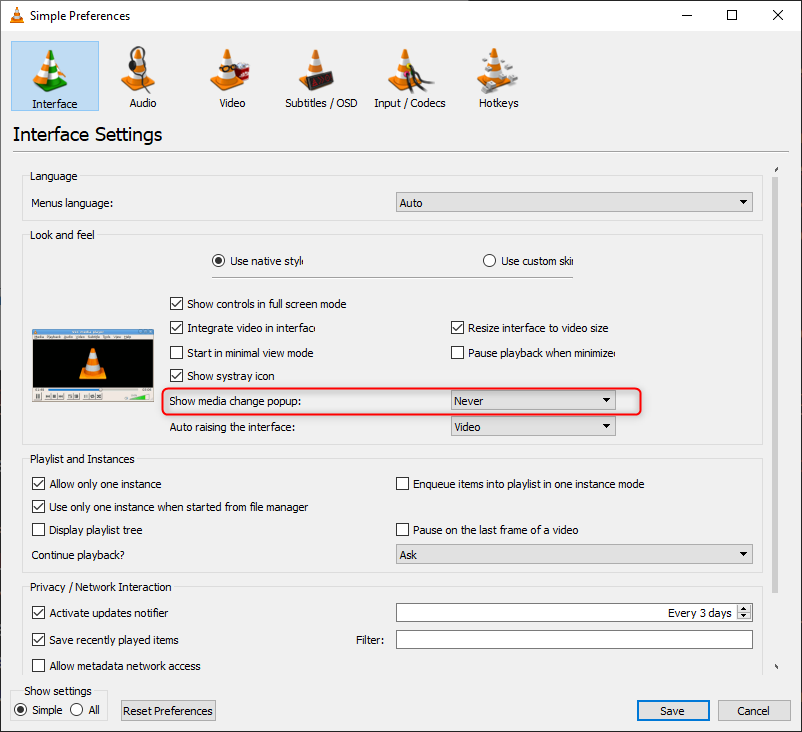 Simple Preferences
Interface
Audio
Video
Subtitles / OSD
Input / Codecs
Hotkeys
Interface Settings
Language
Menus language:
Auto
Look and feel
Use native style
Use custom skin
Show controls in full screen mode
Integrate video in interface
Resize interface to video size
Start in minimal view mode
Pause playback when minimized
Show systray icon
Show media change popup:
Never
Auto raising the interface:
Video
Playlist and Instances
Allow only one instance
Enqueue items into playlist in one instance mode
Use only one instance when started from file manager
Display playlist tree
Pause on the last frame of a video
Continue playback?
Ask
Privacy / Network Interaction
Activate updates notifier
Every 3 days
Save recently played items
Filter:
Allow metadata network access
Show settings
Simple
All
Reset Preferences
Save
Cancel